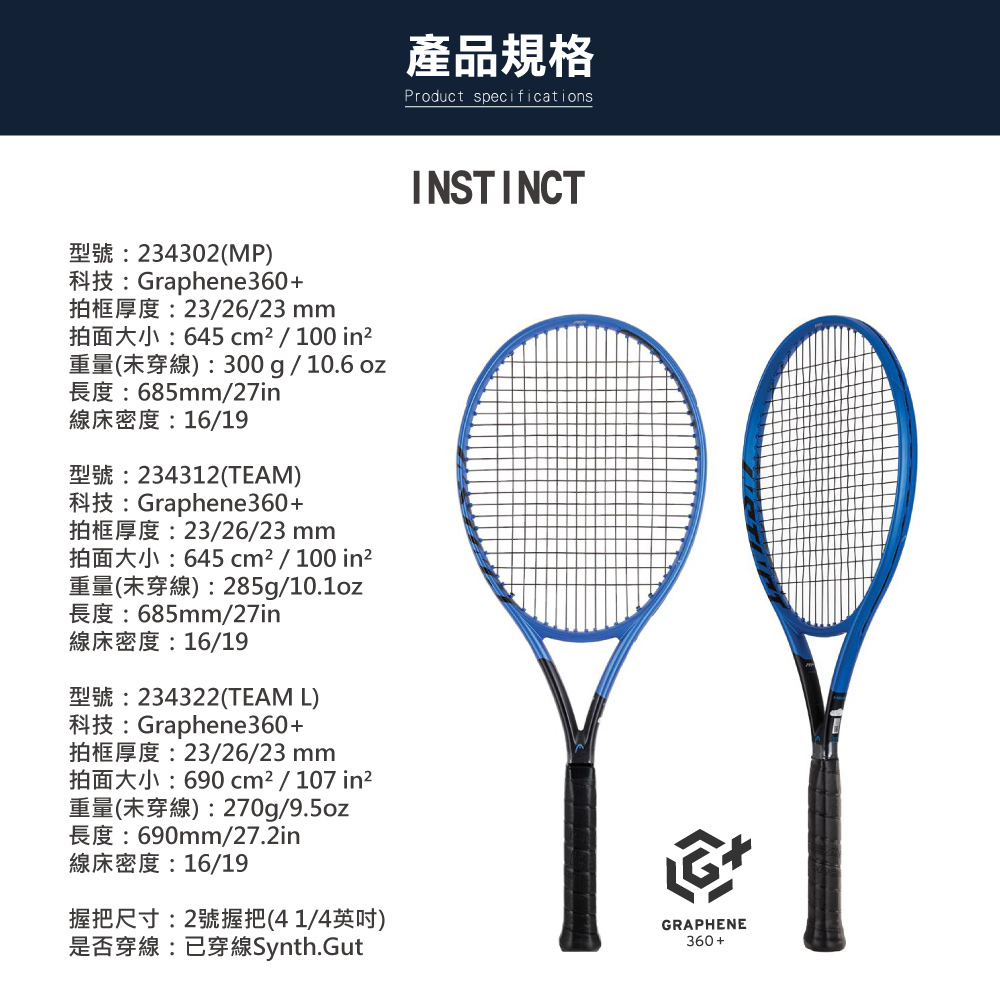 產品規格
Product specifications
INSTINCT
型號：234302(MP)
科技：Graphene360+
拍框厚度：23/26/23 mm
拍面大小：645 cm² / 100 in²
重量(未穿線)：300 g / 10.6 oz
長度：685mm/27in
線床密度：16/19
型號：234312(TEAM)
科技：Graphene360+
拍框厚度：23/26/23 mm
拍面大小：645 cm² / 100 in²
重量(未穿線)：285g/10.1oz
長度：685mm/27in
線床密度：16/19
型號：234322(TEAM L)
科技：Graphene360+
拍框厚度：23/26/23 mm
拍面大小：690 cm² / 107 in²
重量(未穿線)：270g/9.5oz
長度：690mm/27.2in
線床密度：16/19
握把尺寸：2號握把(4 1/4英吋)
是否穿線：已穿線Synth.Gut
INSTINCT
G+
GRAPHENE
360+